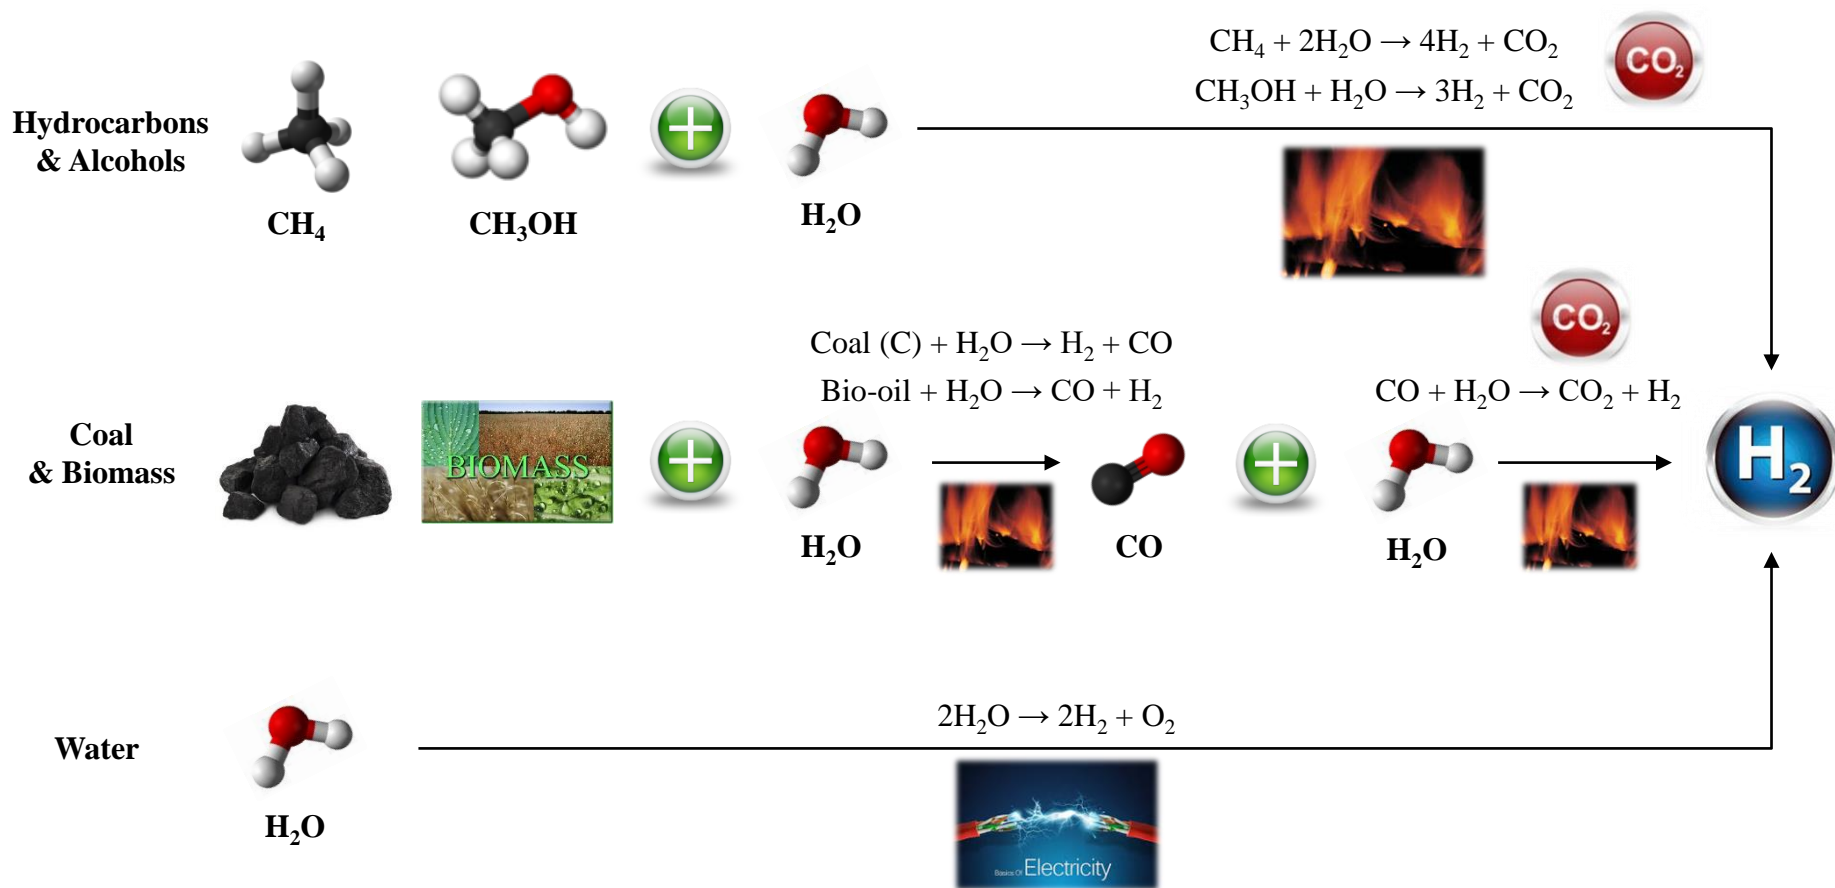 CH₄ + 2H₂O → 4H₂ + CO₂
CH₃OH + H₂O → 3H₂ + CO₂
CO₂
Hydrocarbons
& Alcohols
CH₄
CH₃OH
H₂O
CO₂
Coal (C) + H₂O → H₂ + CO
Bio-oil + H₂O → CO + H₂
CO + H₂O → CO₂ + H₂
Coal
& Biomass
BIOMASS
H₂O
CO
H₂O
H₂
2H₂O → 2H₂ + O₂
Water
H₂O
Basics Of Electricity